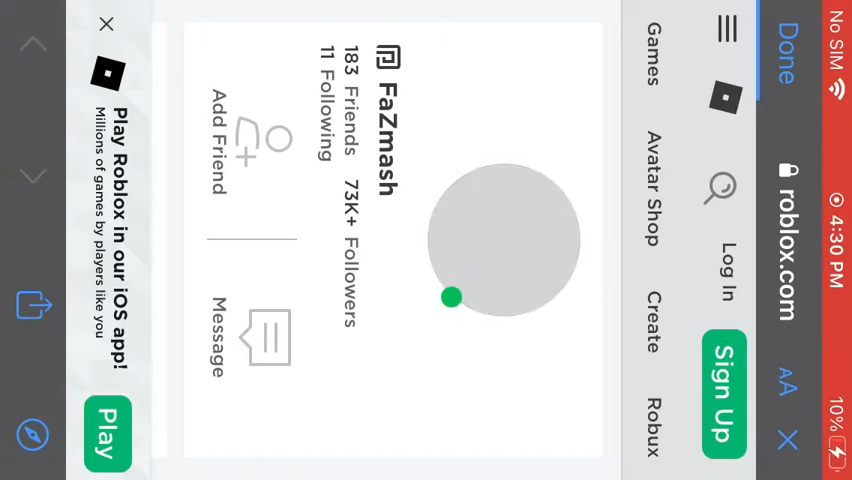 No SIM 4:30 PM 10%
Done roblox.com AA
Log In Sign Up
Games Avatar Shop Create Robux
FaZmash
183 Friends 73K+ Followers
11 Following
Add Friend Message
Play Roblox in our iOS app!
Millions of games by players like you
Play